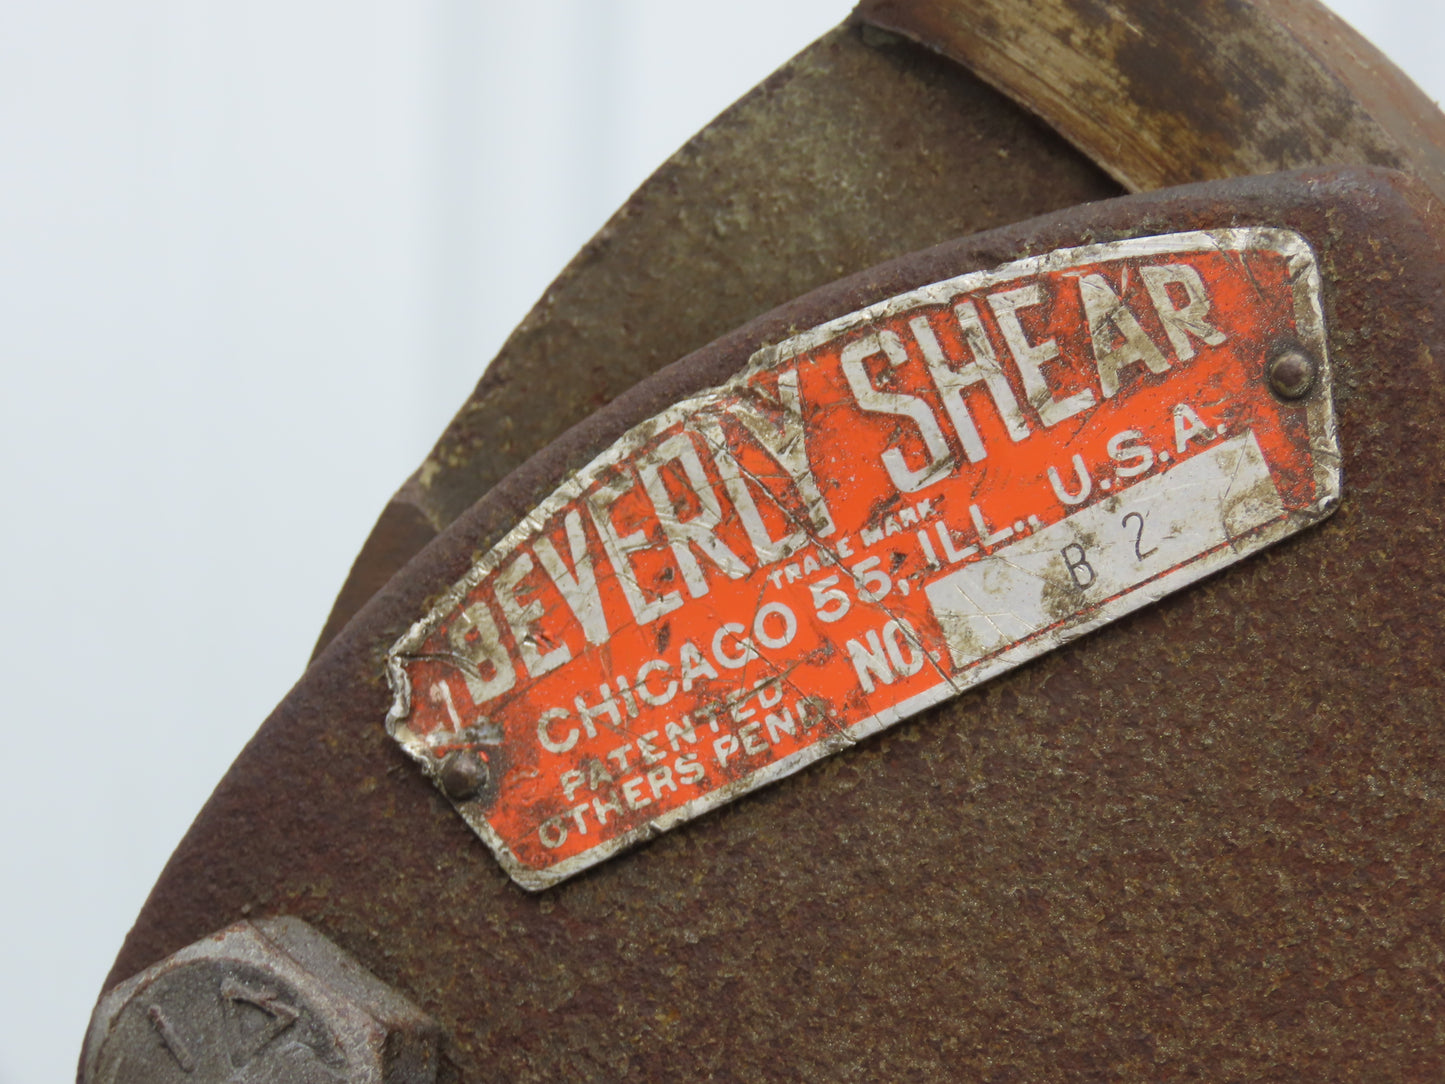 BEVERLY SHEAR
TRADE MARK
CHICAGO 55, ILL., U.S.A.
PATENTED
OTHERS PEND.
NO. B 2